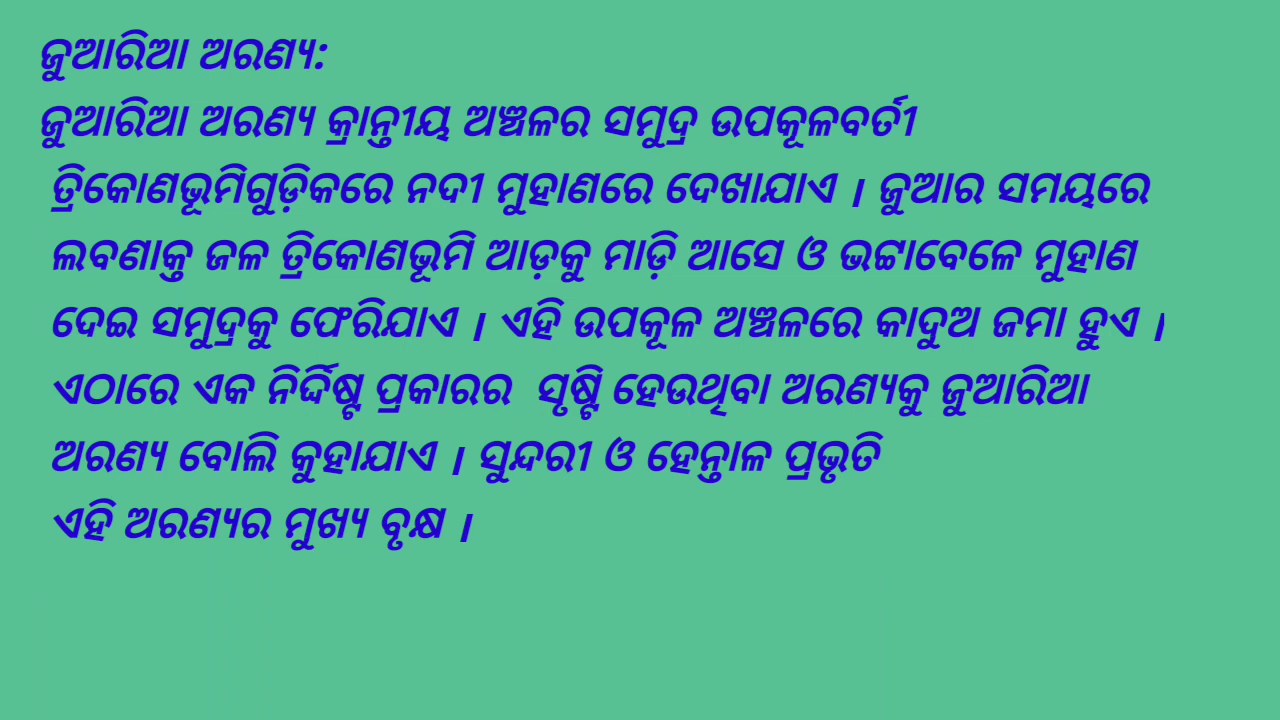 ଜୁଆରିଆ ଅରଣ୍ୟ:
ଜୁଆରିଆ ଅରଣ୍ୟ କ୍ରାନ୍ତୀୟ ଅଞ୍ଚଳର ସମୁଦ୍ର ଉପକୂଳବର୍ତୀ
ତ୍ରିକୋଣଭୂମିଗୁଡ଼ିକରେ ନଦୀ ମୁହାଣରେ ଦେଖାଯାଏ । ଜୁଆର ସମୟରେ
ଲବଣାକ୍ତ ଜଳ ତ୍ରିକୋଣଭୂମି ଆଡ଼କୁ ମାଡ଼ି ଆସେ ଓ ଭଟ୍ଟାବେଳେ ମୁହାଣ
ଦେଇ ସମୁଦ୍ରକୁ ଫେରିଯାଏ । ଏହି ଉପକୂଳ ଅଞ୍ଚଳରେ କାଦୁଅ ଜମା ହୁଏ ।
ଏଠାରେ ଏକ ନିର୍ଦ୍ଦିଷ୍ଟ ପ୍ରକାରର ସୃଷ୍ଟି ହେଉଥିବା ଅରଣ୍ୟକୁ ଜୁଆରିଆ
ଅରଣ୍ୟ ବୋଲି କୁହାଯାଏ । ସୁନ୍ଦରୀ ଓ ହେନ୍ତାଳ ପ୍ରଭୃତି
ଏହି ଅରଣ୍ୟର ମୁଖ୍ୟ ବୃକ୍ଷ ।